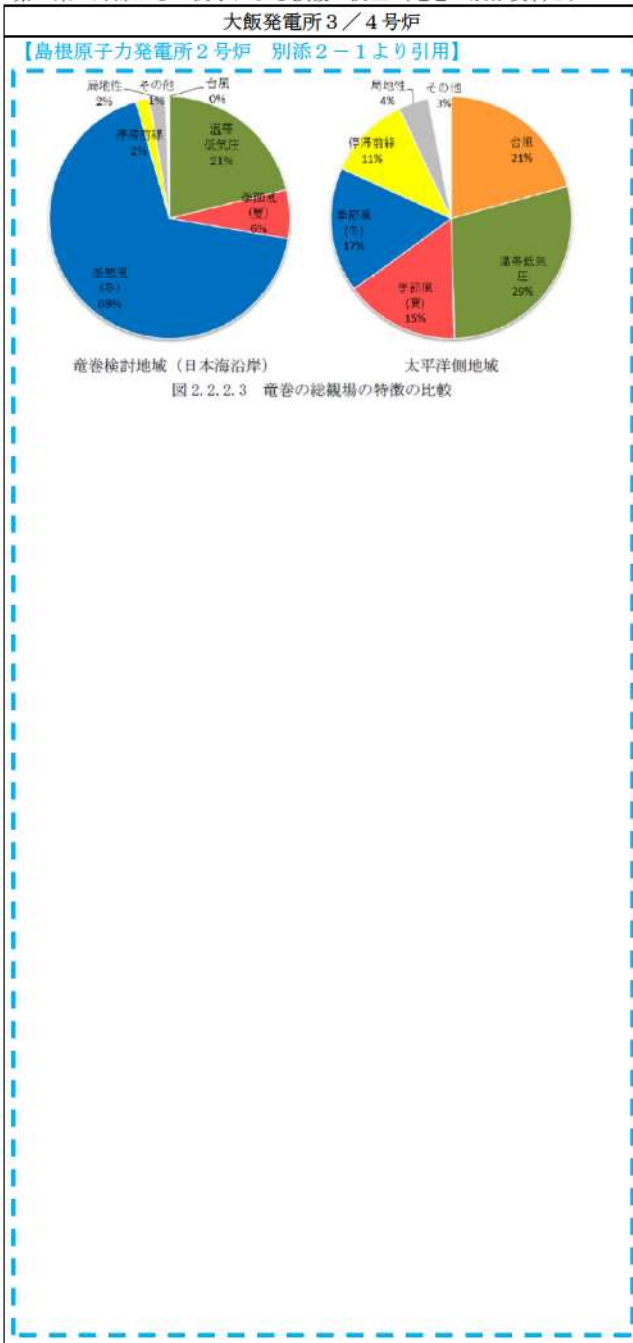 大飯発電所3／4号炉
【島根原子力発電所2号炉　別添2－1より引用】
局地性
2%
その他
1%
台風
0%
停滞前線
2%
温帯
低気圧
21%
季節風
(夏)
6%
季節風
(冬)
68%
局地性
4%
その他
3%
停滞前線
11%
台風
21%
季節風
(冬)
17%
温帯低気
圧
29%
季節風
(夏)
15%
竜巻検討地域（日本海沿岸）
太平洋側地域
図 2.2.2.3　竜巻の総観場の特徴の比較